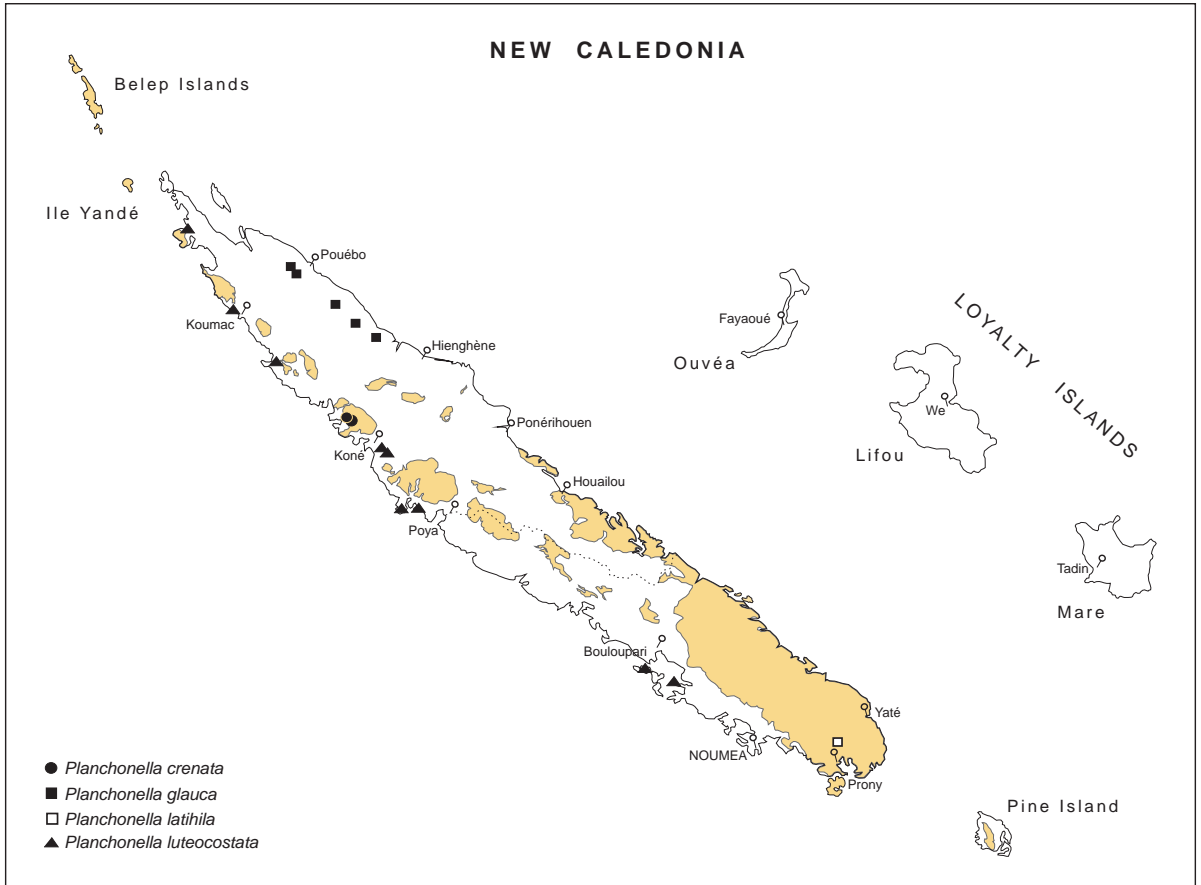 NEW CALEDONIA
Belep Islands
Ile Yandé
Pouébo
Koumac
Hienghène
Fayaoué
Ouvéa
LOYALTY ISLANDS
We
Lifou
Ponérihouen
Koné
Houailou
Poya
Tadin
Mare
Bouloupari
Yaté
NOUMEA
Prony
Pine Island
Planchonella crenata
Planchonella glauca
Planchonella latihila
Planchonella luteocostata